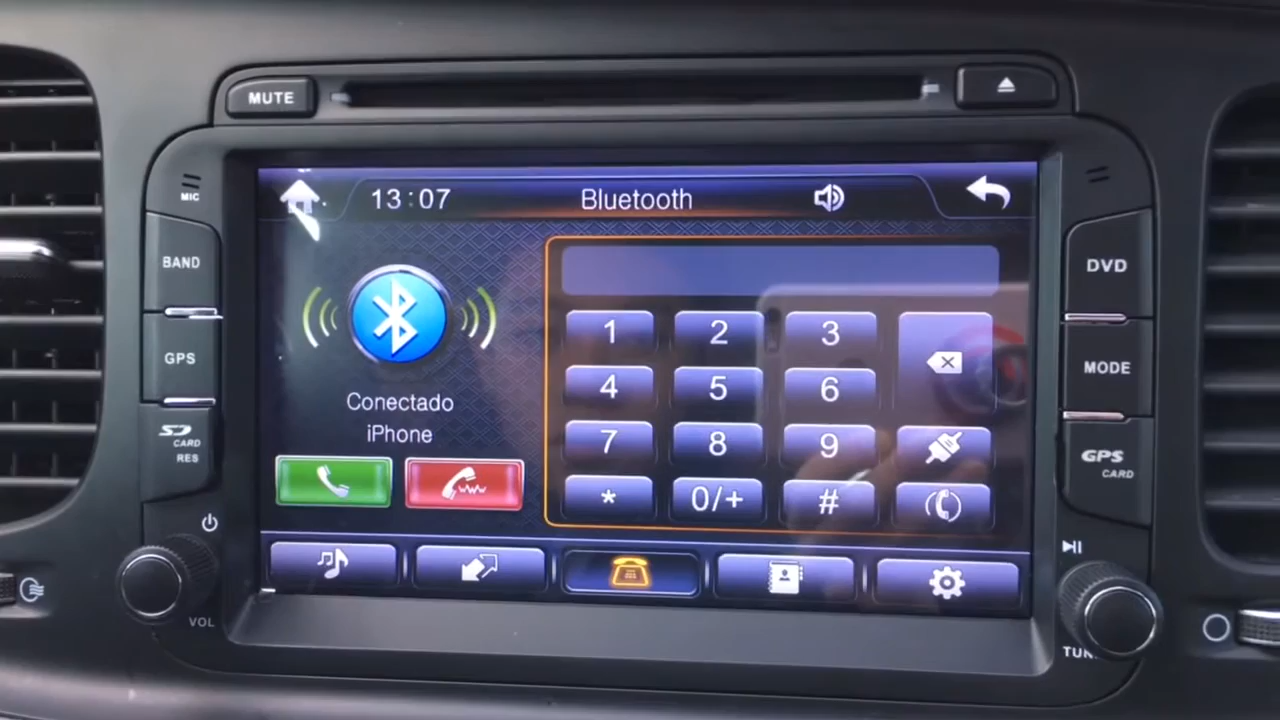 MUTE
MIC
13:07 Bluetooth
BAND
GPS
SD CARD
RES
VOL
Conectado
iPhone
1 2 3
4 5 6
7 8 9
* 0/+ #
DVD
MODE
GPS
CARD